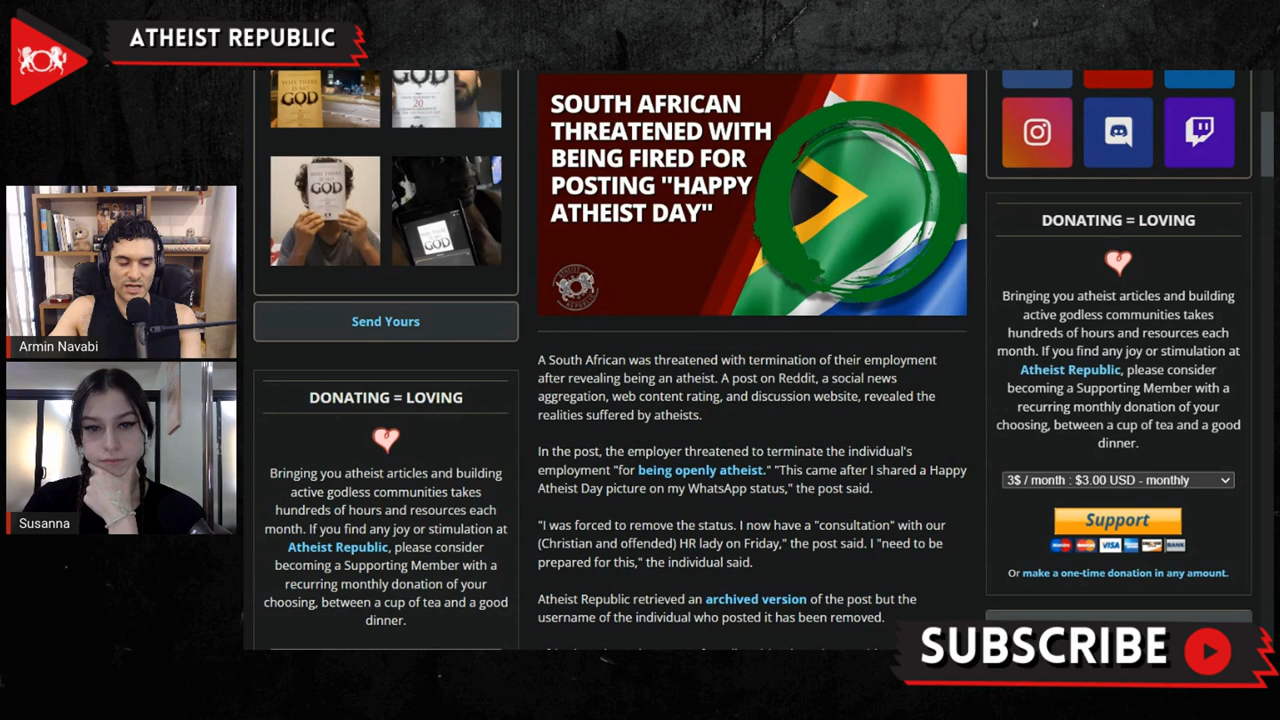 ATHEIST REPUBLIC
GOD
GOD
20
GOD
GOD
Send Yours
DONATING = LOVING
Bringing you atheist articles and building
active godless communities takes
hundreds of hours and resources each
month. If you find any joy or stimulation at
Atheist Republic, please consider
becoming a Supporting Member with a
recurring monthly donation of your
choosing, between a cup of tea and a good
dinner.
Armin Navabi
Susanna
SOUTH AFRICAN
THREATENED WITH
BEING FIRED FOR
POSTING "HAPPY
ATHEIST DAY"
A South African was threatened with termination of their employment
after revealing being an atheist. A post on Reddit, a social news
aggregation, web content rating, and discussion website, revealed the
realities suffered by atheists.
In the post, the employer threatened to terminate the individual's
employment "for being openly atheist." "This came after I shared a Happy
Atheist Day picture on my WhatsApp status," the post said.
"I was forced to remove the status. I now have a "consultation" with our
(Christian and offended) HR lady on Friday," the post said. I "need to be
prepared for this," the individual said.
Atheist Republic retrieved an archived version of the post but the
username of the individual who posted it has been removed.
DONATING = LOVING
Bringing you atheist articles and building
active godless communities takes
hundreds of hours and resources each
month. If you find any joy or stimulation at
Atheist Republic, please consider
becoming a Supporting Member with a
recurring monthly donation of your
choosing, between a cup of tea and a good
dinner.
3$ / month : $3.00 USD - monthly
Support
VISA
BANK
Or make a one-time donation in any amount.
SUBSCRIBE